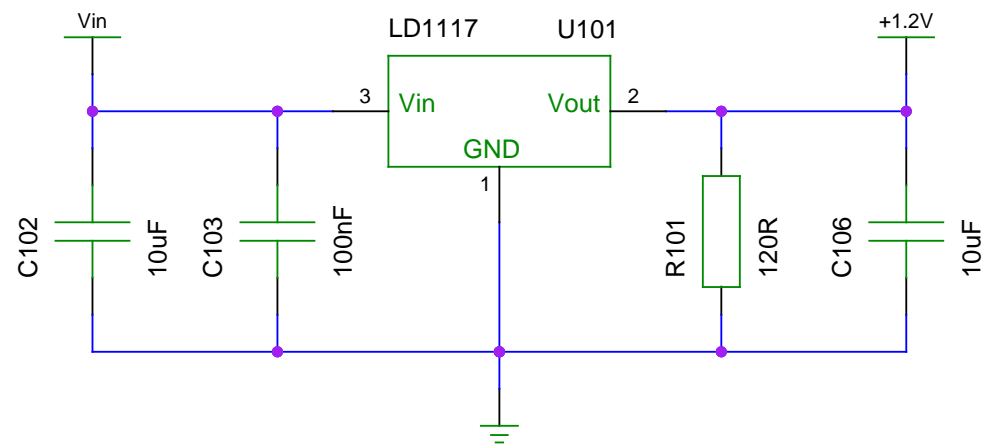 Vin
LD1117
U101
+1.2V
3
Vin
Vout
2
GND
1
C102
10uF
C103
100nF
R101
120R
C106
10uF